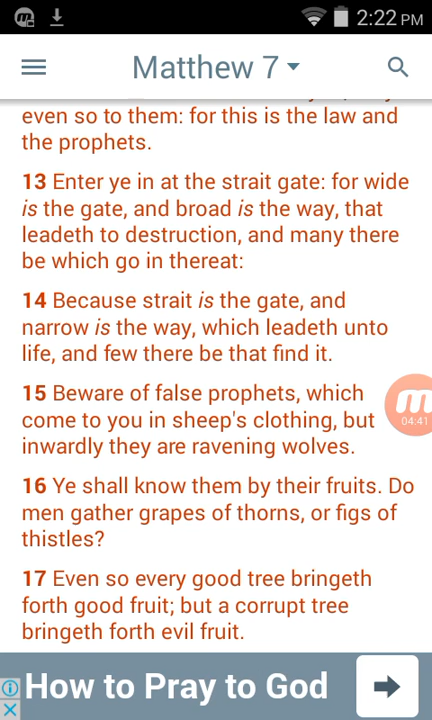 2:22 PM
Matthew 7
even so to them: for this is the law and
the prophets.
13 Enter ye in at the strait gate: for wide
is the gate, and broad is the way, that
leadeth to destruction, and many there
be which go in thereat:
14 Because strait is the gate, and
narrow is the way, which leadeth unto
life, and few there be that find it.
15 Beware of false prophets, which
come to you in sheep's clothing, but
inwardly they are ravening wolves.
04:41
16 Ye shall know them by their fruits. Do
men gather grapes of thorns, or figs of
thistles?
17 Even so every good tree bringeth
forth good fruit; but a corrupt tree
bringeth forth evil fruit.
How to Pray to God